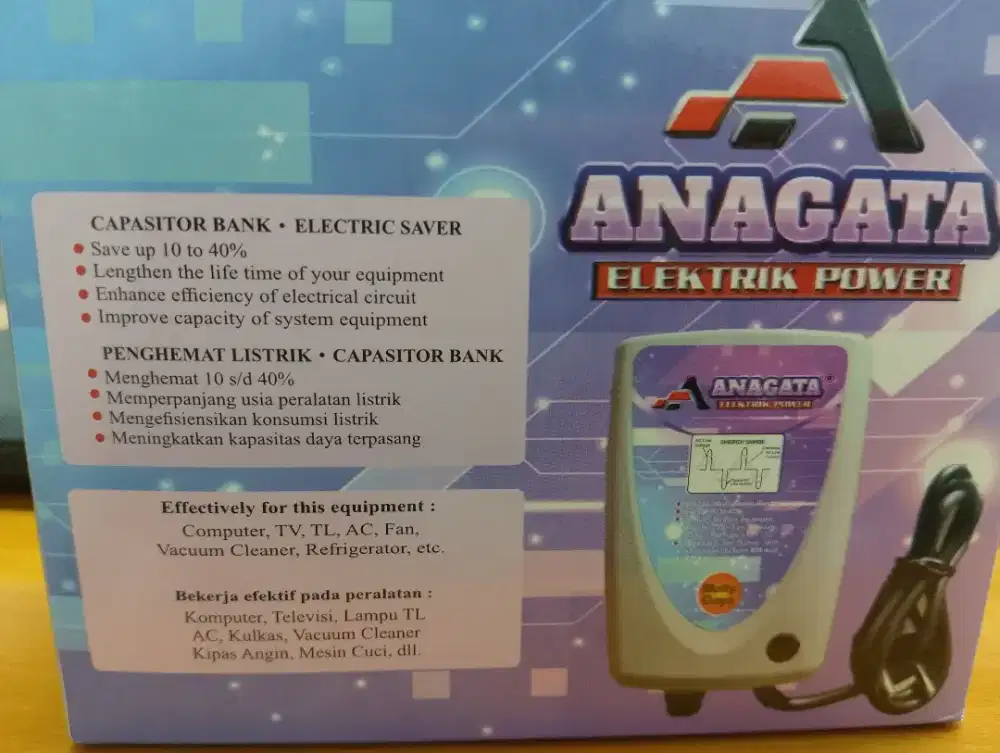 ANAGATA
ELEKTRIK POWER
CAPASITOR BANK • ELECTRIC SAVER
• Save up 10 to 40%
• Lengthen the life time of your equipment
• Enhance efficiency of electrical circuit
• Improve capacity of system equipment
PENGHEMAT LISTRIK • CAPASITOR BANK
• Menghemat 10 s/d 40%
• Memperpanjang usia peralatan listrik
• Mengefisiensikan konsumsi listrik
• Meningkatkan kapasitas daya terpasang
Effectively for this equipment :
Computer, TV, TL, AC, Fan,
Vacuum Cleaner, Refrigerator, etc.
Bekerja efektif pada peralatan :
Komputer, Televisi, Lampu TL
AC, Kulkas, Vacuum Cleaner
Kipas Angin, Mesin Cuci, dll.
ANAGATA
ELEKTRIK POWER